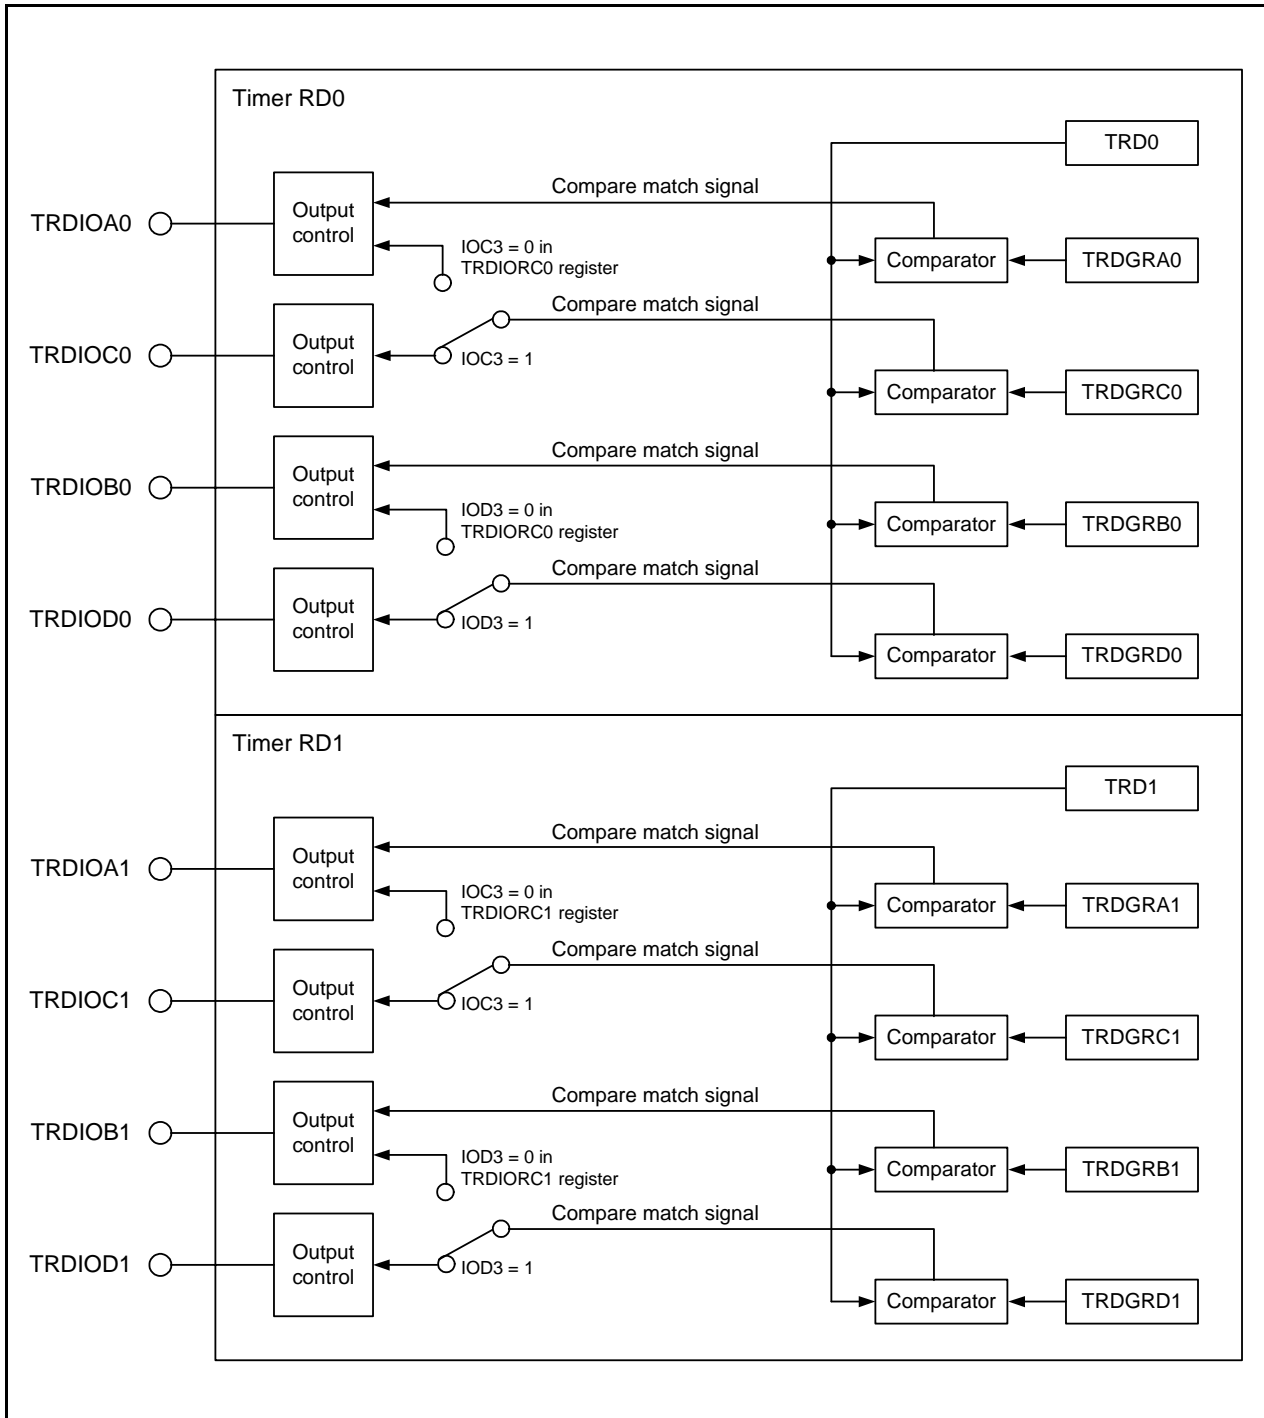 Timer RD0
TRD0
Compare match signal
TRDIOA0
Output
control
IOC3 = 0 in
TRDIORC0 register
Comparator
TRDGRA0
Compare match signal
TRDIOC0
Output
control
IOC3 = 1
Comparator
TRDGRC0
Compare match signal
TRDIOB0
Output
control
IOD3 = 0 in
TRDIORC0 register
Comparator
TRDGRB0
Compare match signal
TRDIOD0
Output
control
IOD3 = 1
Comparator
TRDGRD0
Timer RD1
TRD1
Compare match signal
TRDIOA1
Output
control
IOC3 = 0 in
TRDIORC1 register
Comparator
TRDGRA1
Compare match signal
TRDIOC1
Output
control
IOC3 = 1
Comparator
TRDGRC1
Compare match signal
TRDIOB1
Output
control
IOD3 = 0 in
TRDIORC1 register
Comparator
TRDGRB1
Compare match signal
TRDIOD1
Output
control
IOD3 = 1
Comparator
TRDGRD1